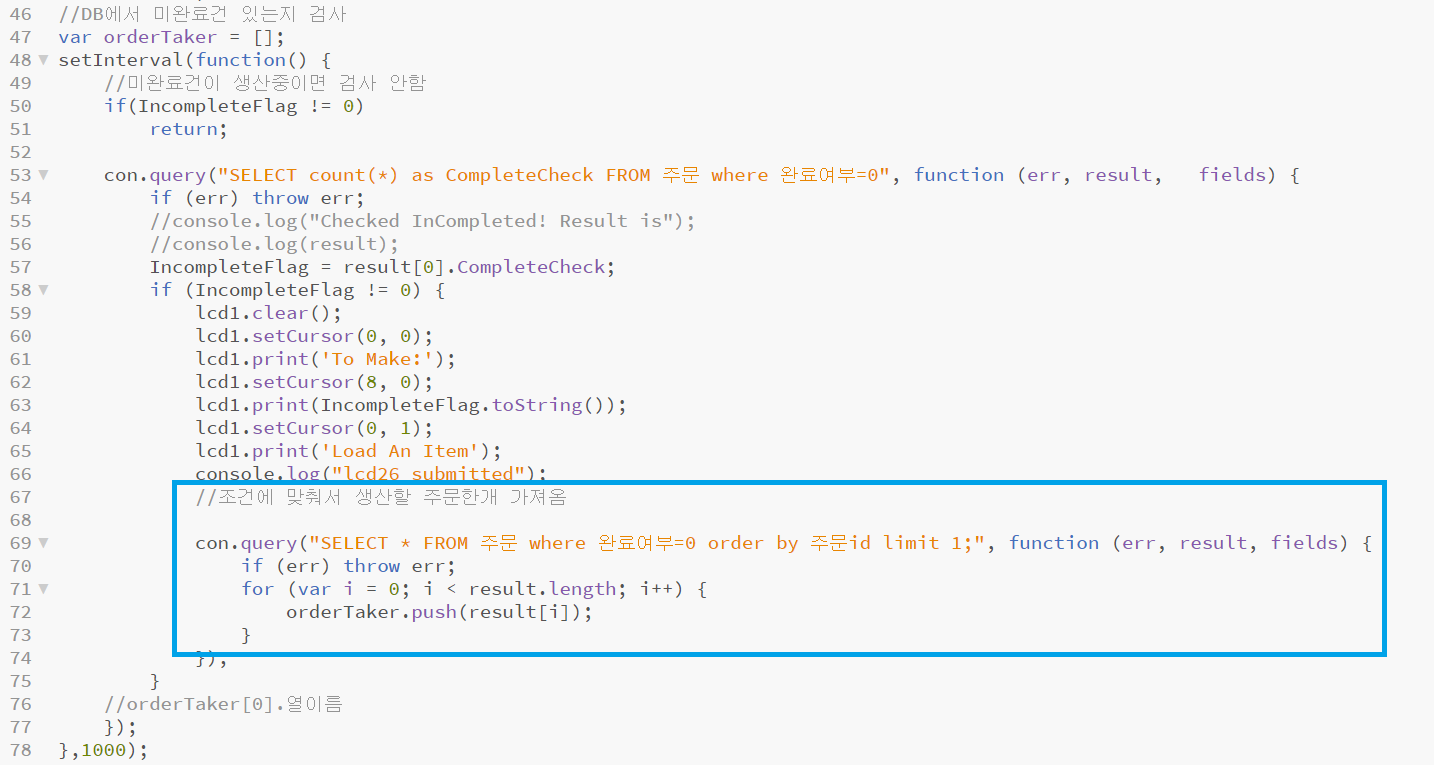 46 //DB에서 미완료건 있는지 검사
47 var orderTaker = [];
48 setInterval(function() {
49 //미완료건이 생산중이면 검사 안함
50 if(IncompleteFlag != 0)
51 return;
52
53 con.query("SELECT count(*) as CompleteCheck FROM 주문 where 완료여부=0", function (err, result,   fields) {
54 if (err) throw err;
55 //console.log("Checked InCompleted! Result is");
56 //console.log(result);
57 IncompleteFlag = result[0].CompleteCheck;
58 if (IncompleteFlag != 0) {
59 lcd1.clear();
60 lcd1.setCursor(0, 0);
61 lcd1.print('To Make:');
62 lcd1.setCursor(8, 0);
63 lcd1.print(IncompleteFlag.toString());
64 lcd1.setCursor(0, 1);
65 lcd1.print('Load An Item');
66 console.log("lcd26 submitted");
67 //조건에 맞춰서 생산할 주문한개 가져옴
68
69 con.query("SELECT * FROM 주문 where 완료여부=0 order by 주문id limit 1;", function (err, result, fields) {
70 if (err) throw err;
71 for (var i = 0; i < result.length; i++) {
72 orderTaker.push(result[i]);
73 }
74 });
75 }
76 //orderTaker[0].열이름
77 });
78 },1000);